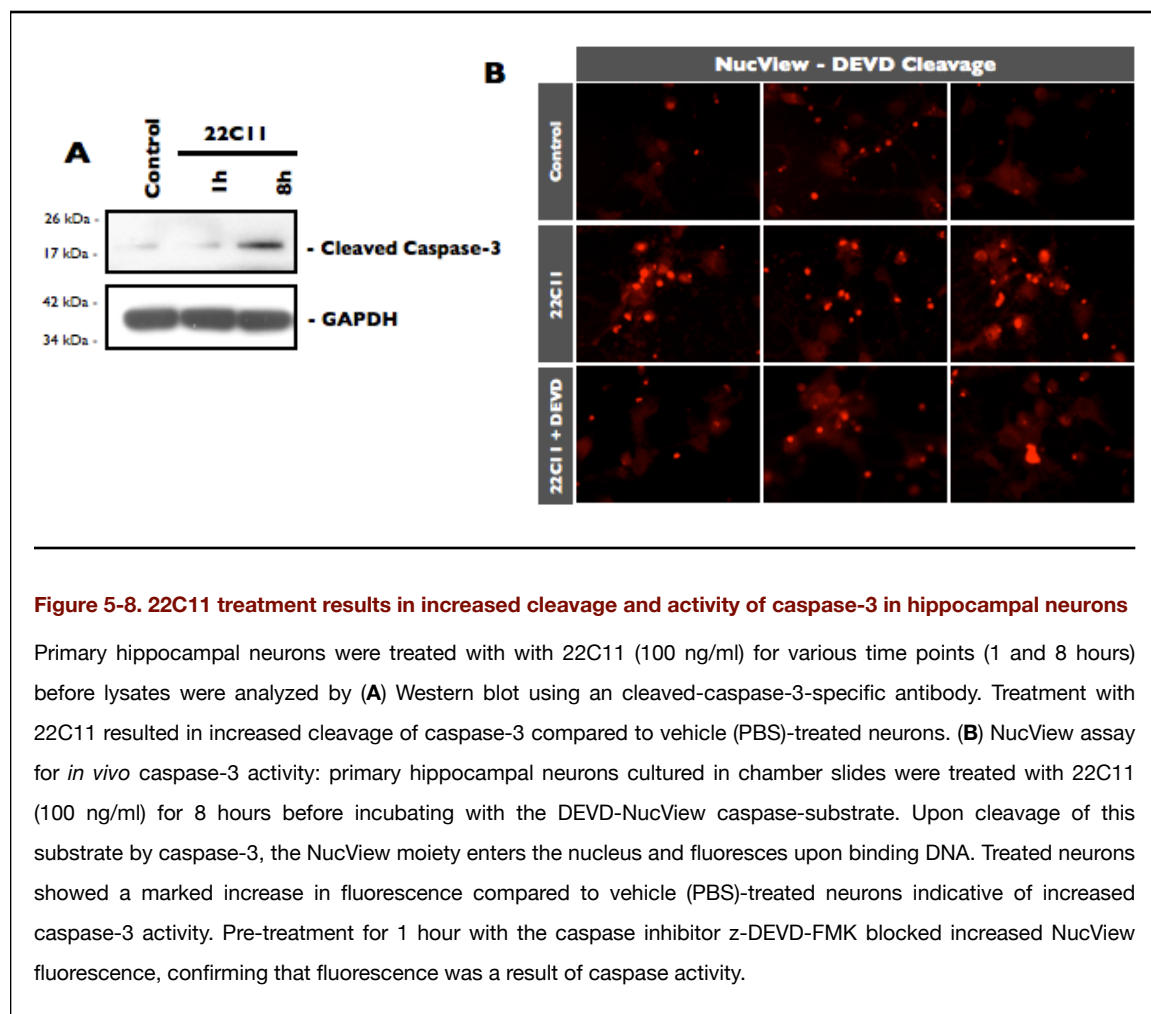 B
NucView - DEVD Cleavage
Control
22C11
22C11 + DEVD
A
Control
22C11
1h
8h
26 kDa -
17 kDa -
- Cleaved Caspase-3
42 kDa -
34 kDa -
- GAPDH
Figure 5-8. 22C11 treatment results in increased cleavage and activity of caspase-3 in hippocampal neurons
Primary hippocampal neurons were treated with with 22C11 (100 ng/ml) for various time points (1 and 8 hours)
before lysates were analyzed by (A) Western blot using an cleaved-caspase-3-specific antibody. Treatment with
22C11 resulted in increased cleavage of caspase-3 compared to vehicle (PBS)-treated neurons. (B) NucView assay
for in vivo caspase-3 activity: primary hippocampal neurons cultured in chamber slides were treated with 22C11
(100 ng/ml) for 8 hours before incubating with the DEVD-NucView caspase-substrate. Upon cleavage of this
substrate by caspase-3, the NucView moiety enters the nucleus and fluoresces upon binding DNA. Treated neurons
showed a marked increase in fluorescence compared to vehicle (PBS)-treated neurons indicative of increased
caspase-3 activity. Pre-treatment for 1 hour with the caspase inhibitor z-DEVD-FMK blocked increased NucView
fluorescence, confirming that fluorescence was a result of caspase activity.